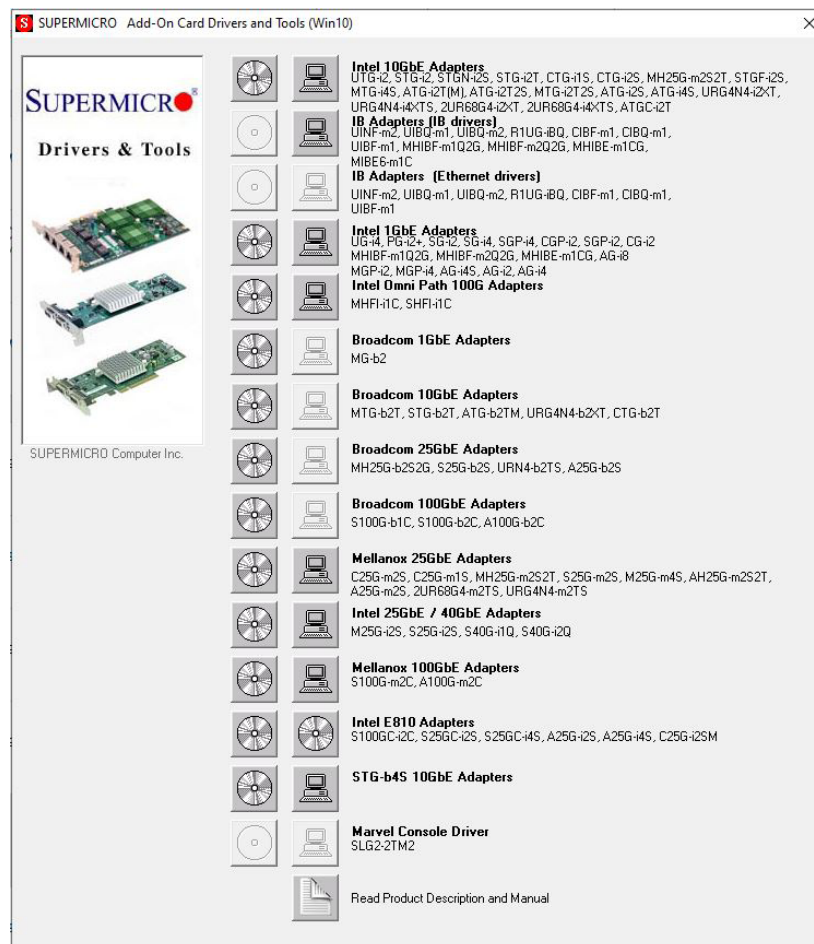 SUPERMICRO Add-On Card Drivers and Tools (Win10)
SUPERMICRO®
Drivers & Tools
SUPERMICRO Computer Inc.
Intel 10GbE Adapters
UTG-i2, STG-i2, STGN-i2S, STG-i2T, CTG-i1S, CTG-i2S, MH25G-m2S2T, STGF-i2S,
MTG-i4S, ATG-i2T(M), ATG-i2T2S, MTG-i2T2S, ATG-i2S, ATG-i4S, URG4N-i2XT,
URG4N-i4XTS, 2UR68G4-i2XT, 2UR68G4-i4XTS, ATGC-i2T
IB Adapters (IB drivers)
UINF-m2, UIBQ-m1, UIBQ-m2, R1UG-iBQ, CIBF-m1, CIBQ-m1,
UIBF-m1, MHIBF-m1Q2G, MHIBF-m2Q2G, MHIBE-m1CG,
MIBE6-m1C
IB Adapters (Ethernet drivers)
UINF-m2, UIBQ-m1, UIBQ-m2, R1UG-iBQ, CIBF-m1, CIBQ-m1,
UIBF-m1
Intel 1GbE Adapters
UG-i4, PG-i2+, SG-i2, SG-i4, SGP-i4, CGP-i2, SGP-i2, CG-i2
MHIBF-m1Q2G, MHIBF-m2Q2G, MHIBE-m1CG, AG-i8
MGP-i2, MGP-i4, AG-i4S, AG-i2, AG-i4
Intel Omni Path 100G Adapters
MHFI-i1C, SHFI-i1C
Broadcom 1GbE Adapters
MG-b2
Broadcom 10GbE Adapters
MTG-b2T, STG-b2T, ATG-b2TM, URG4N4-b2XT, CTG-b2T
Broadcom 25GbE Adapters
MH25G-b2S2G, S25G-b2S, URN4-b2TS, A25G-b2S
Broadcom 100GbE Adapters
S100G-b1C, S100G-b2C, A100G-b2C
Mellanox 25GbE Adapters
C25G-m2S, C25G-m1S, MH25G-m2S2T, S25G-m2S, M25G-m4S, AH25G-m2S2T,
A25G-m2S, 2UR68G4-m2TS, URG4N4-m2TS
Intel 25GbE / 40GbE Adapters
M25G-i2S, S25G-i2S, S40G-i1Q, S40G-i2Q
Mellanox 100GbE Adapters
S100G-m2C, A100G-m2C
Intel E810 Adapters
S100GC-i2C, S25GC-i2S, S25GC-i4S, A25G-i2S, A25G-i4S, C25G-i2SM
STG-b4S 10GbE Adapters
Marvel Console Driver
SLG2-2TM2
Read Product Description and Manual